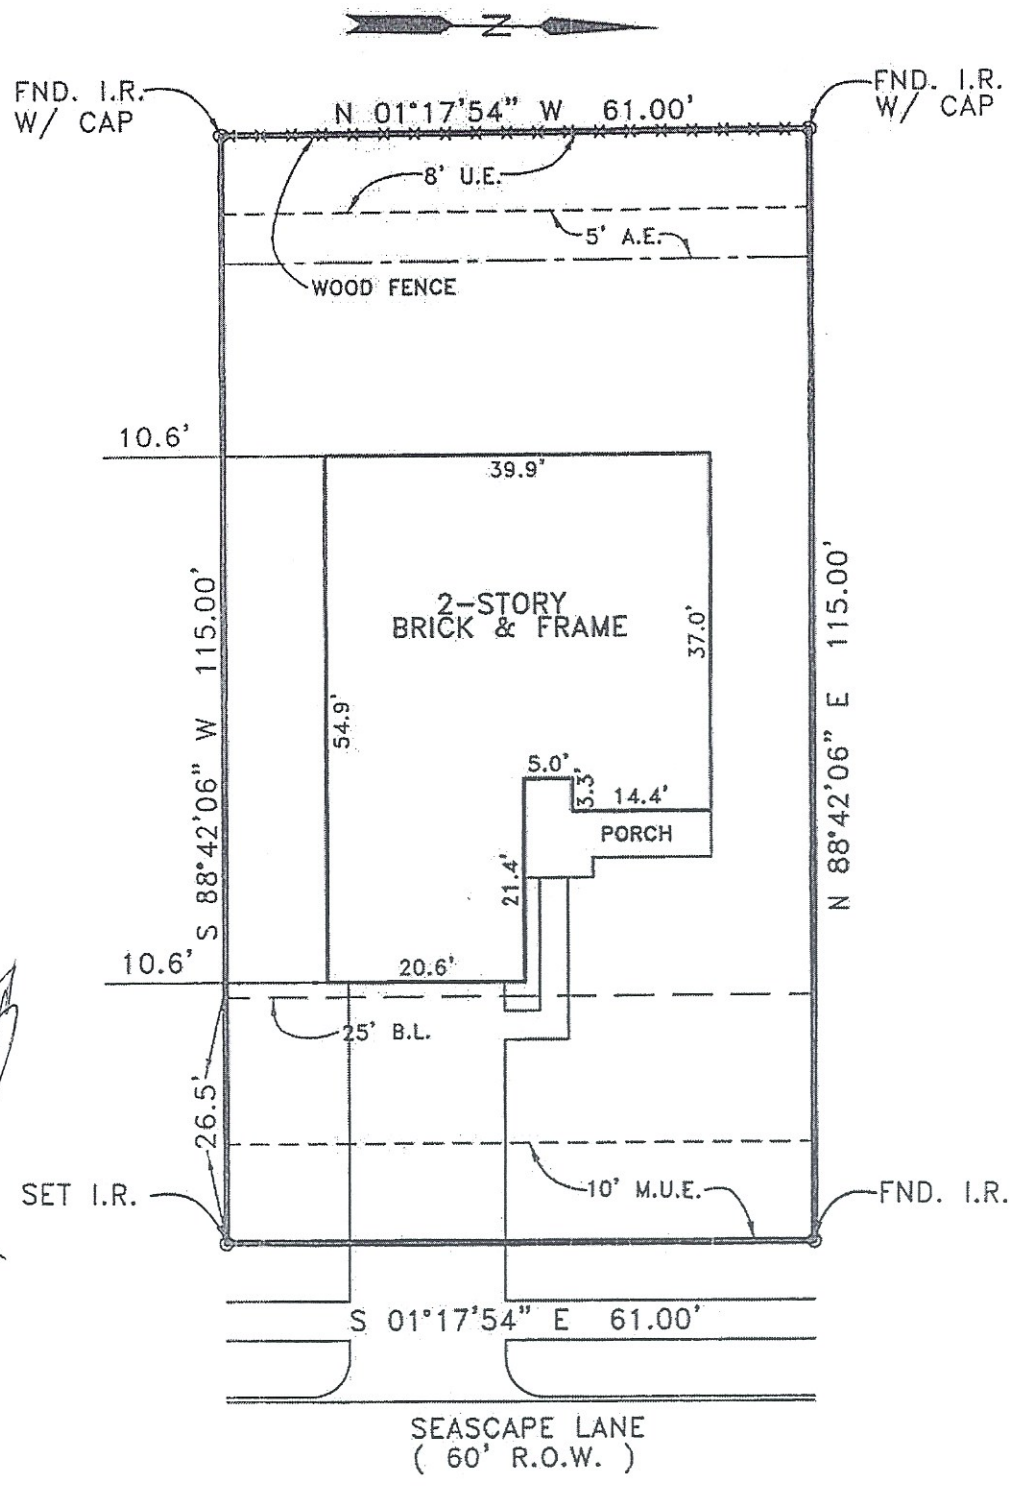 N
FND. I.R.
W/ CAP
N 01°17'54" W 61.00'
FND. I.R.
W/ CAP
8' U.E.
5' A.E.
WOOD FENCE
10.6'
39.9'
2-STORY
BRICK & FRAME
S 88°42'06" W 115.00'
N 88°42'06" E 115.00'
37.0'
54.9'
5.0'
3.3'
14.4'
PORCH
21.4'
10.6'
20.6'
25' B.L.
26.5'
SET I.R.
10' M.U.E.
FND. I.R.
S 01°17'54" E 61.00'
SEASCAPE LANE
( 60' R.O.W. )